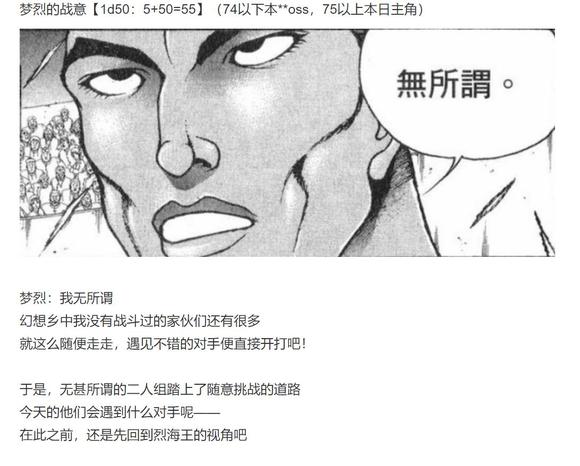 梦烈的战意【1d50：5+50=55】（74以下本**oss，75以上本日主角）
無所謂。
梦烈：我无所谓
幻想乡中我没有战斗过的家伙们还有很多
就这么随便走走，遇见不错的对手便直接开打吧！
于是，无甚所谓的二人组踏上了随意挑战的道路
今天的他们会遇到什么对手呢——
在此之前，还是先回到烈海王的视角吧